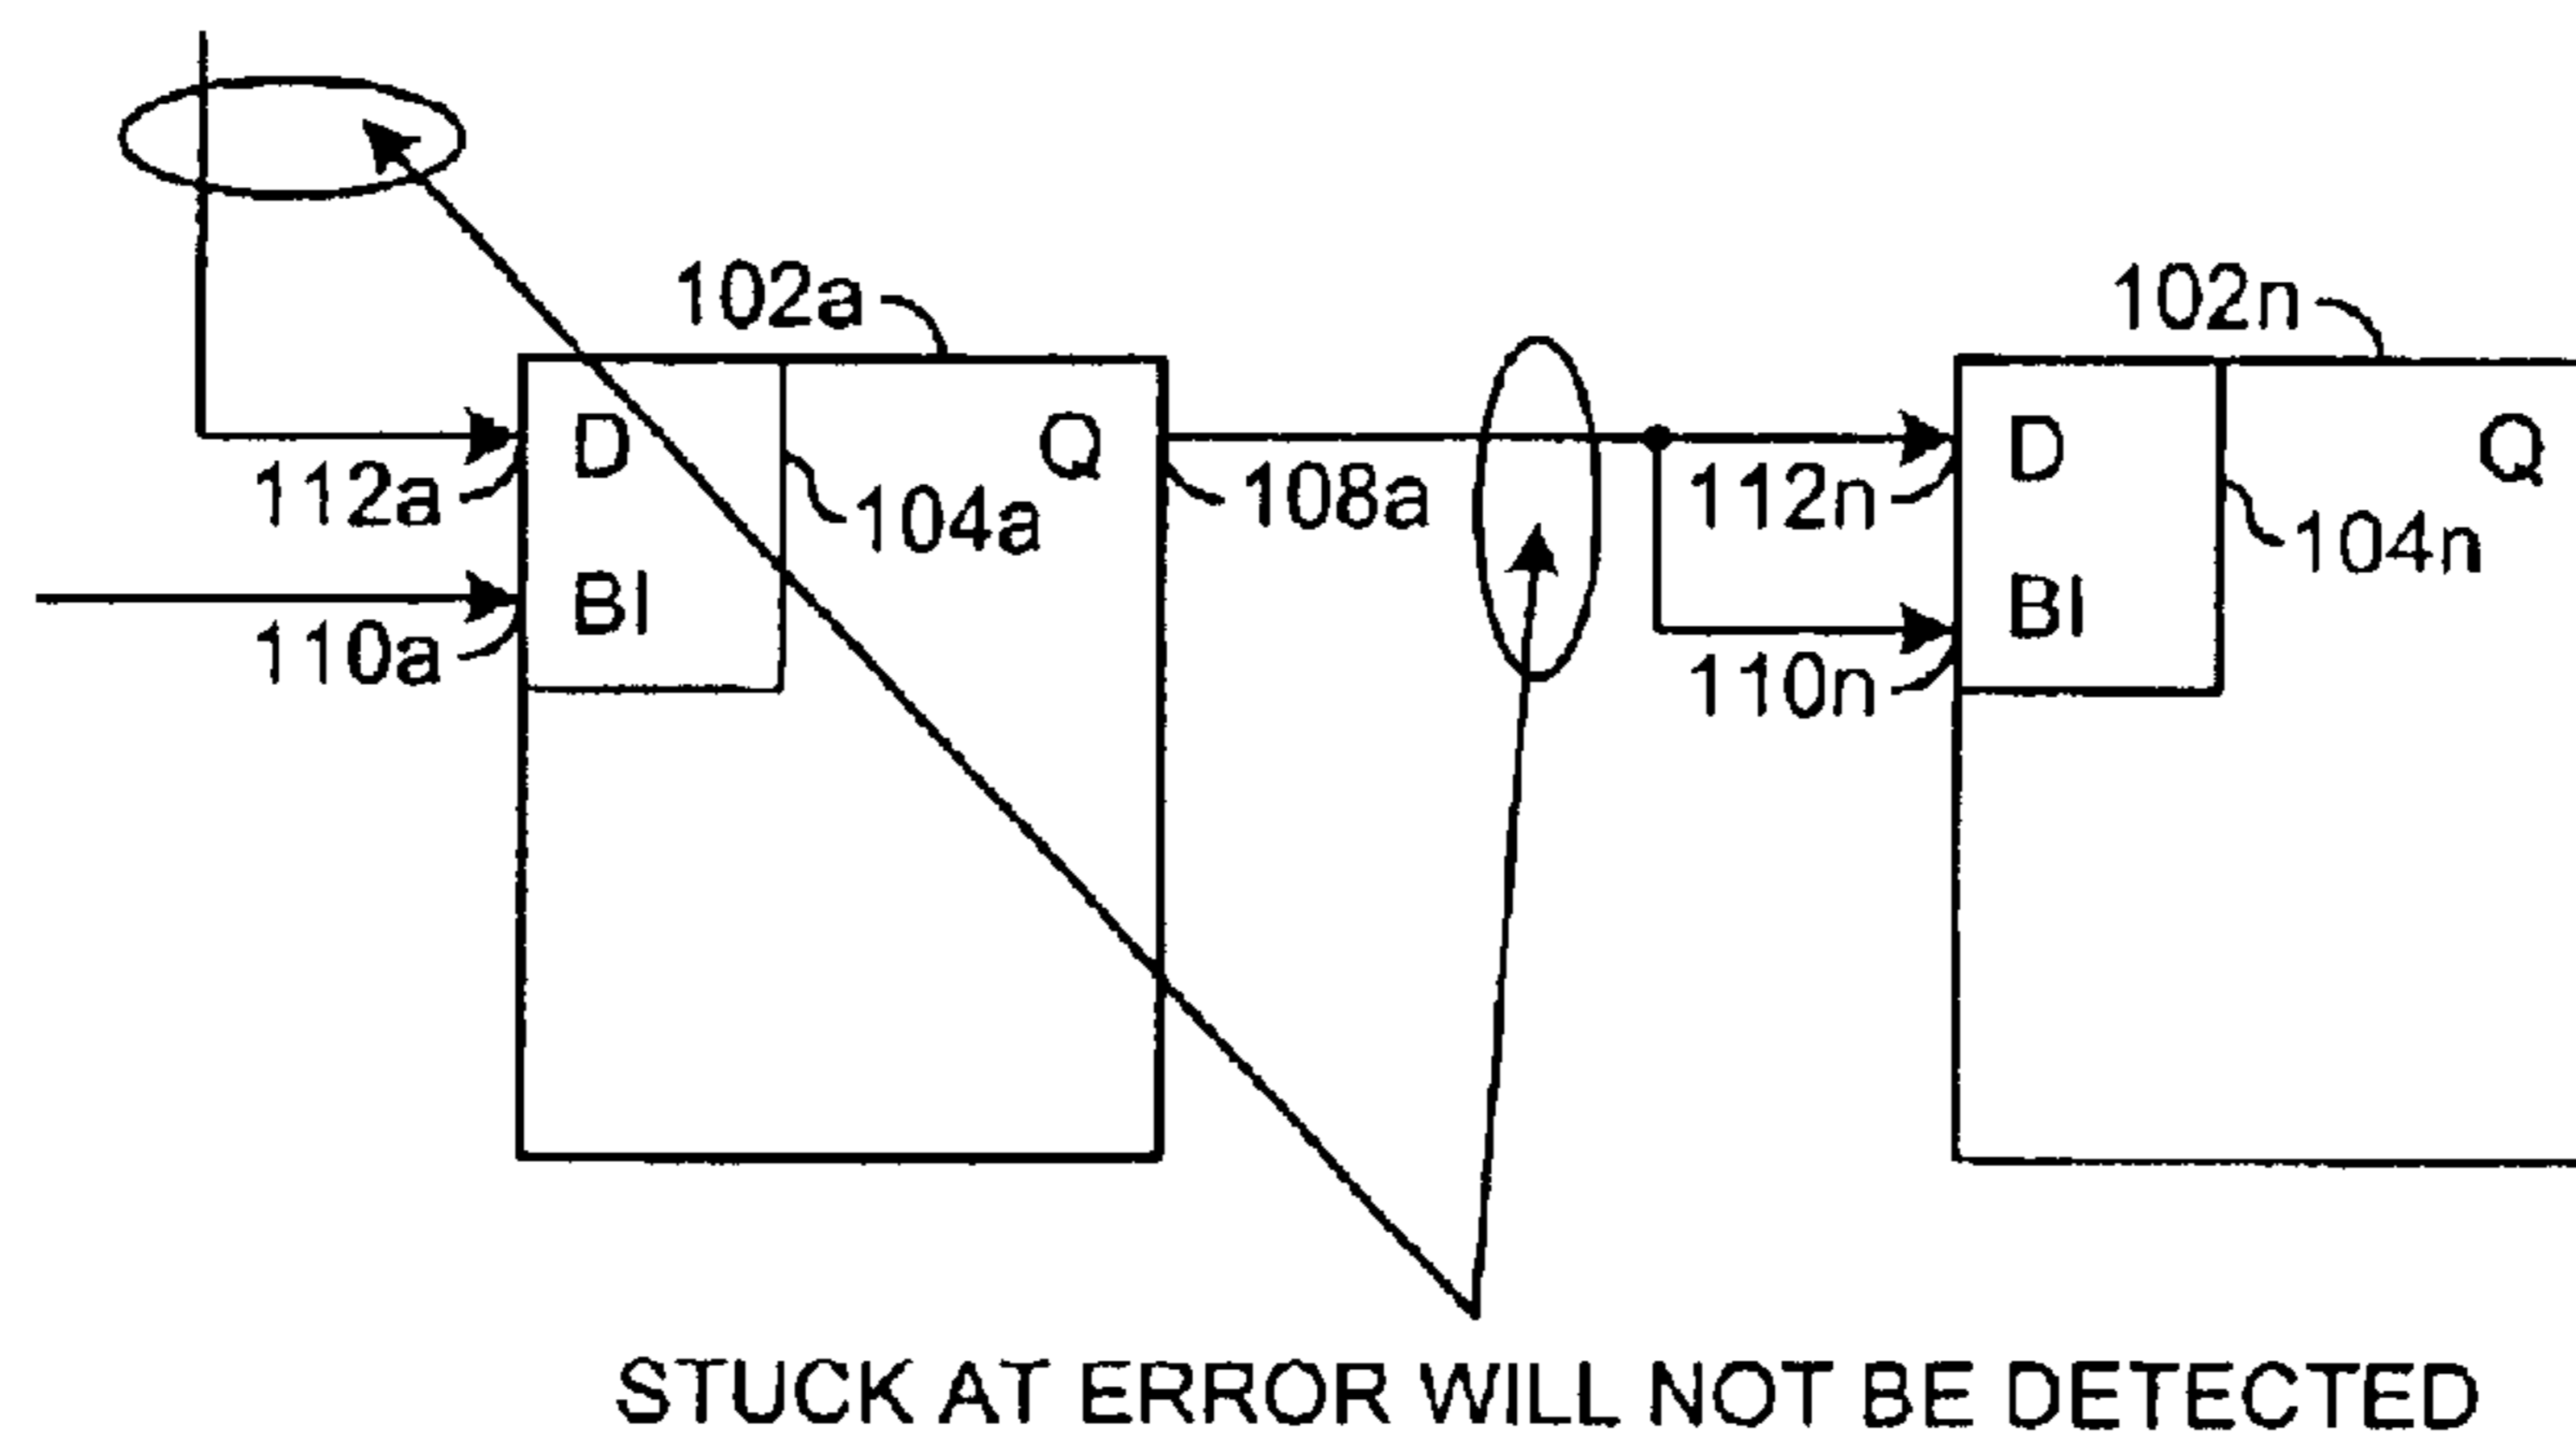 102a
102n
D
Q
D
Q
112a
104a
108a
112n
104n
BI
BI
110a
110n
STUCK AT ERROR WILL NOT BE DETECTED